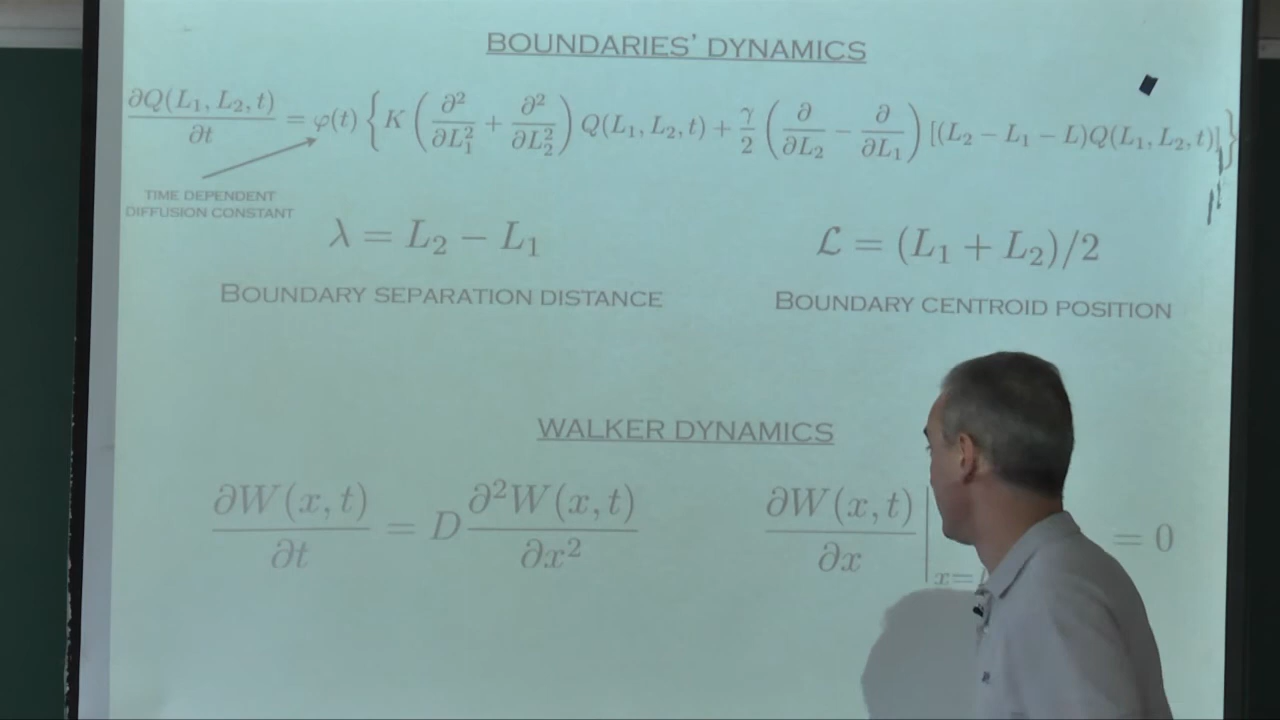 BOUNDARIES' DYNAMICS
∂Q(L₁, L₂, t)/∂t = φ(t) { K ( ∂²/∂L₁² + ∂²/∂L₂² ) Q(L₁, L₂, t) + γ/2 ( ∂/∂L₂ − ∂/∂L₁ ) [(L₂ − L₁ − L)Q(L₁, L₂, t)] }
TIME DEPENDENT
DIFFUSION CONSTANT
λ = L₂ − L₁
ℒ = (L₁ + L₂)/2
BOUNDARY SEPARATION DISTANCE
BOUNDARY CENTROID POSITION
WALKER DYNAMICS
∂W(x, t)/∂t = D ∂²W(x, t)/∂x²
∂W(x, t)/∂x |x= = 0